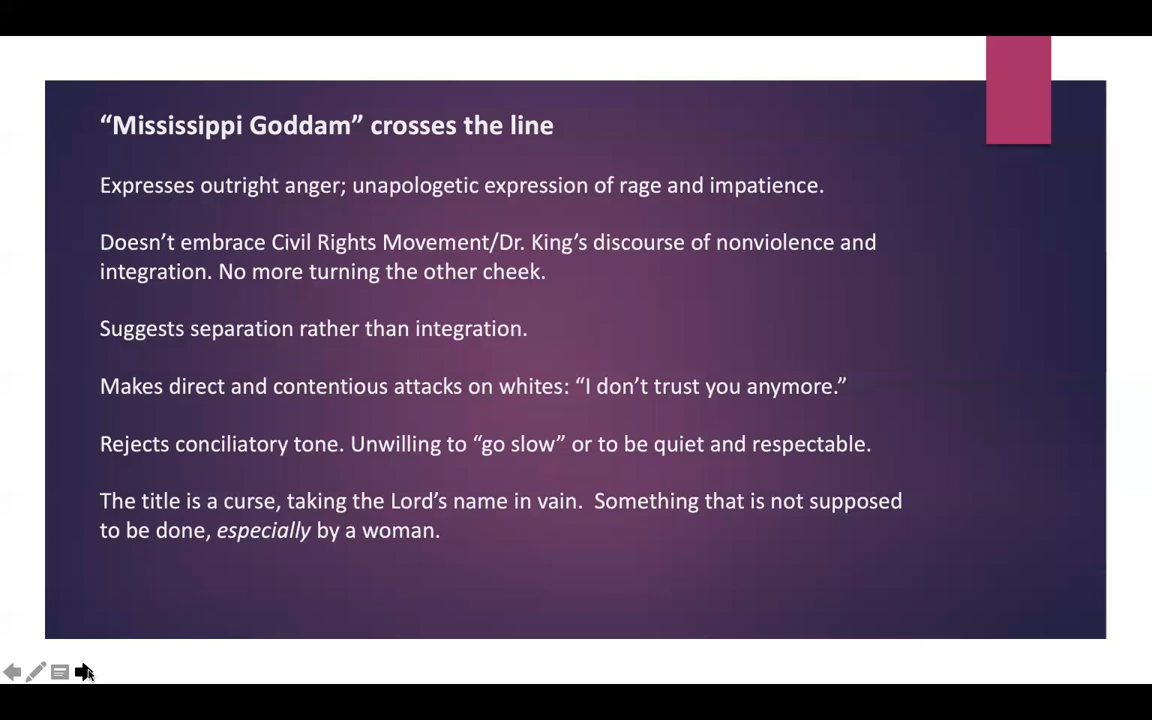 “Mississippi Goddam” crosses the line
Expresses outright anger; unapologetic expression of rage and impatience.
Doesn’t embrace Civil Rights Movement/Dr. King’s discourse of nonviolence and
integration. No more turning the other cheek.
Suggests separation rather than integration.
Makes direct and contentious attacks on whites: “I don’t trust you anymore.”
Rejects conciliatory tone. Unwilling to “go slow” or to be quiet and respectable.
The title is a curse, taking the Lord’s name in vain.  Something that is not supposed
to be done, especially by a woman.